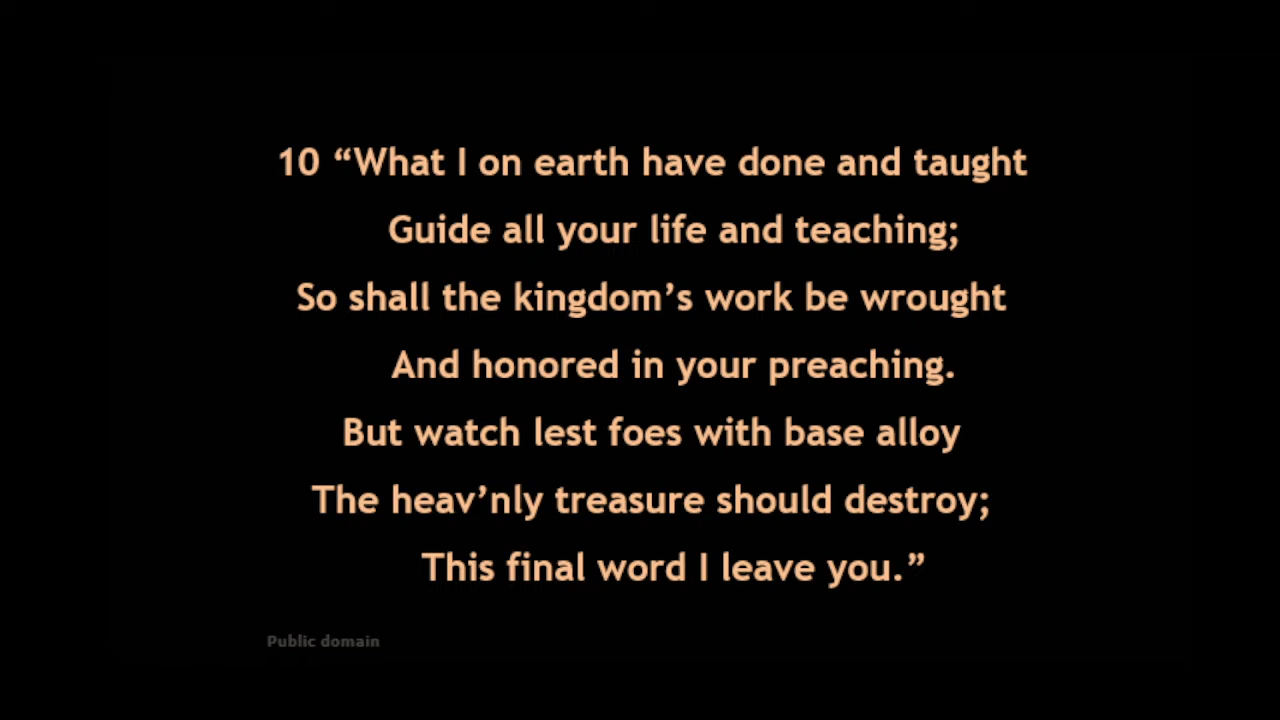 10 “What I on earth have done and taught
Guide all your life and teaching;
So shall the kingdom’s work be wrought
And honored in your preaching.
But watch lest foes with base alloy
The heav’nly treasure should destroy;
This final word I leave you.”
Public domain